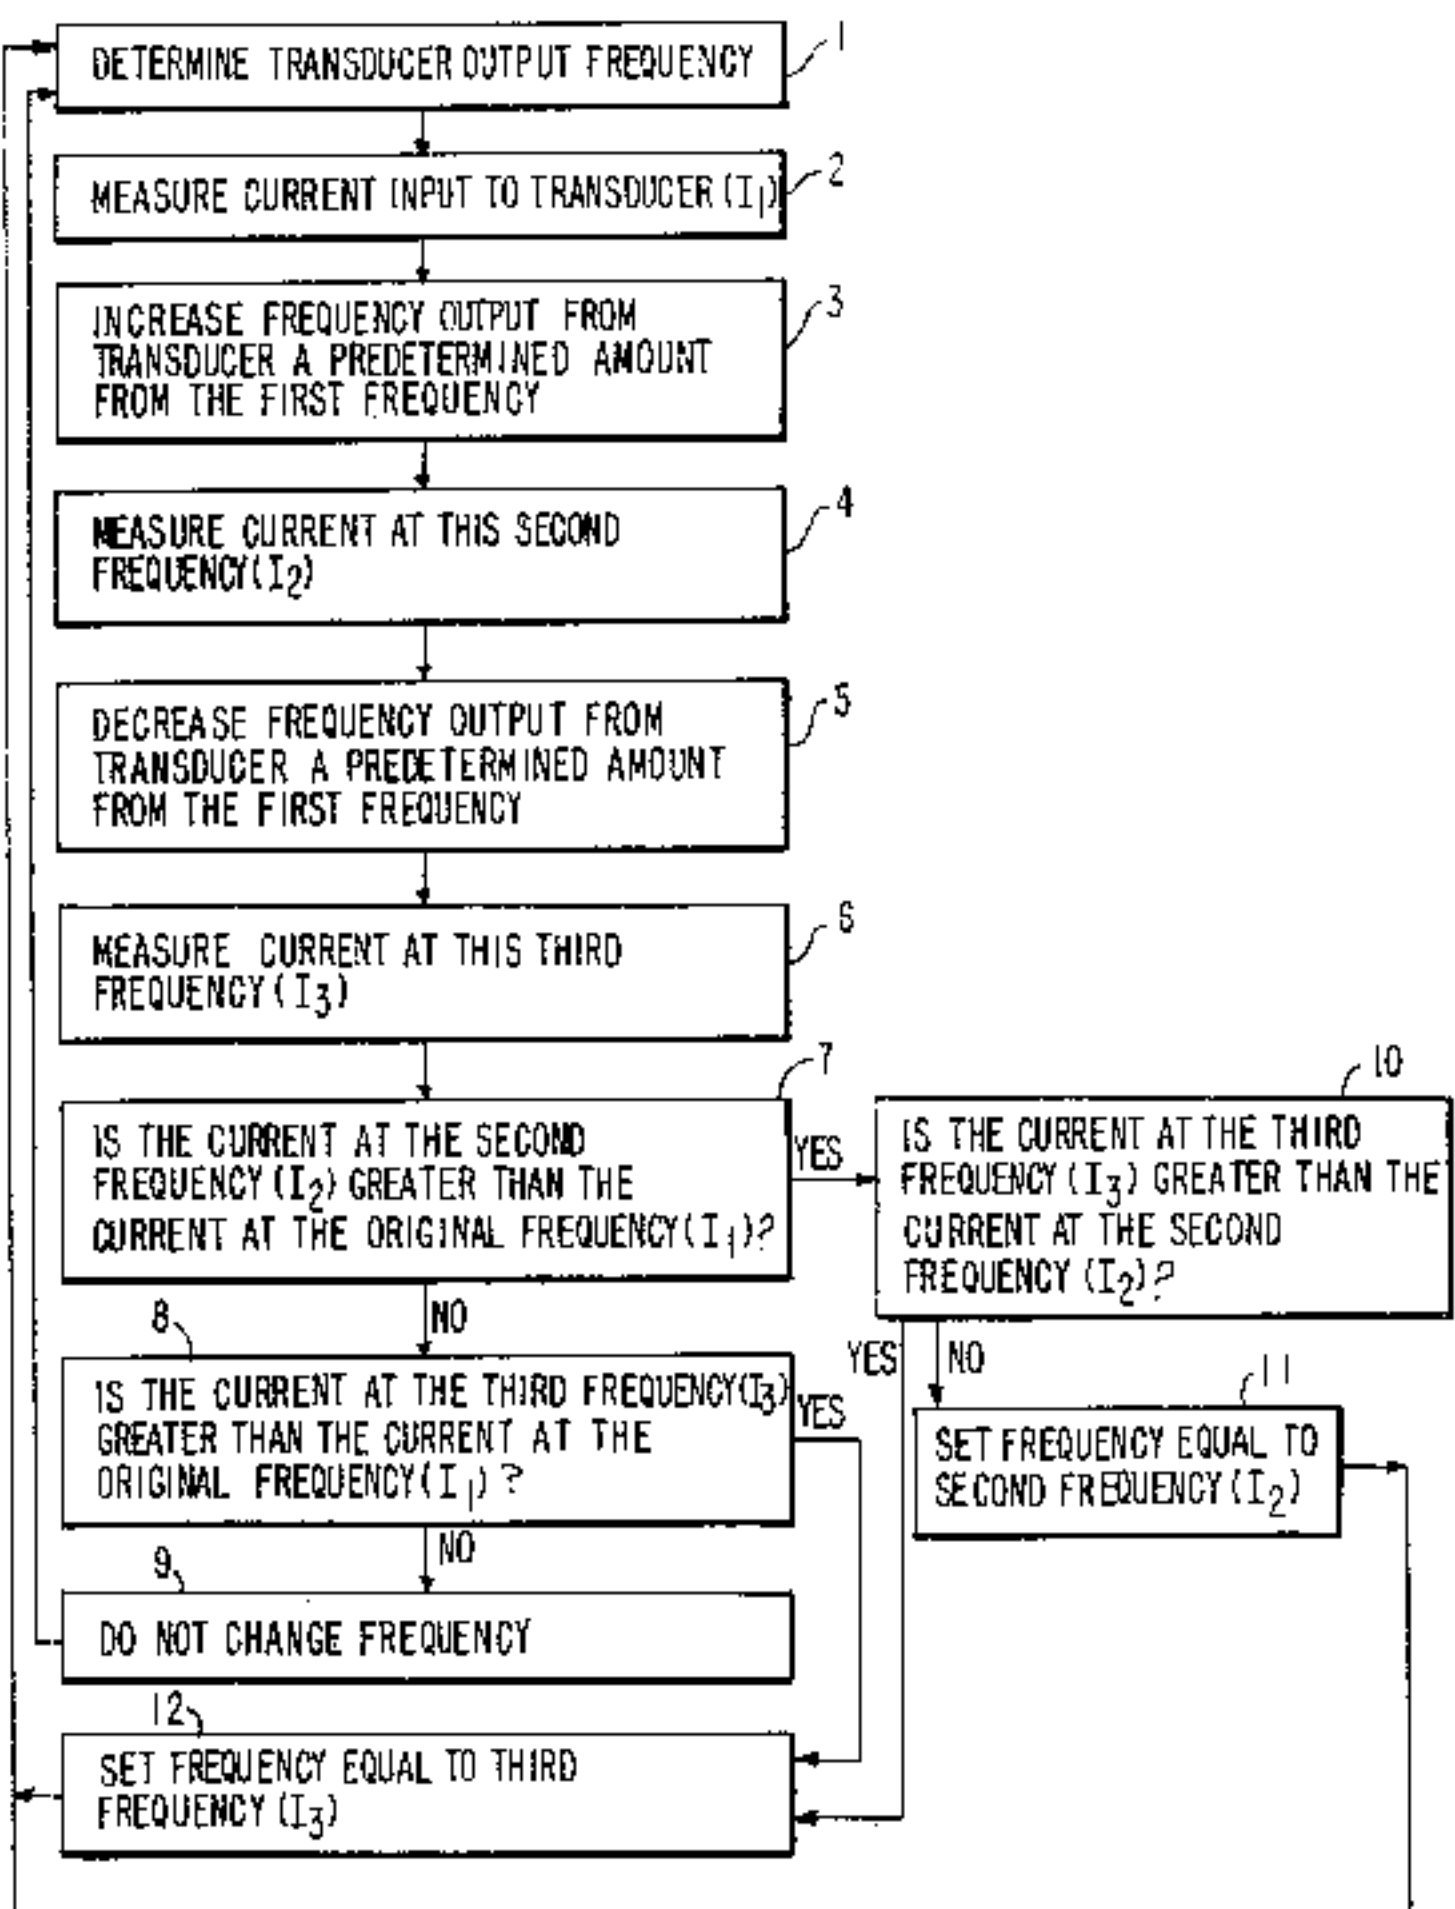 DETERMINE TRANSDUCER OUTPUT FREQUENCY
1
MEASURE CURRENT INPUT TO TRANSDUCER (I1)
2
INCREASE FREQUENCY OUTPUT FROM
TRANSDUCER A PREDETERMINED AMOUNT
FROM THE FIRST FREQUENCY
3
MEASURE CURRENT AT THIS SECOND
FREQUENCY (I2)
4
DECREASE FREQUENCY OUTPUT FROM
TRANSDUCER A PREDETERMINED AMOUNT
FROM THE FIRST FREQUENCY
5
MEASURE CURRENT AT THIS THIRD
FREQUENCY (I3)
6
7
IS THE CURRENT AT THE SECOND
FREQUENCY (I2) GREATER THAN THE
CURRENT AT THE ORIGINAL FREQUENCY (I1)?
YES
NO
10
IS THE CURRENT AT THE THIRD
FREQUENCY (I3) GREATER THAN THE
CURRENT AT THE SECOND
FREQUENCY (I2)?
YES
NO
8
IS THE CURRENT AT THE THIRD FREQUENCY (I3)
GREATER THAN THE CURRENT AT THE
ORIGINAL FREQUENCY (I1)?
YES
NO
11
SET FREQUENCY EQUAL TO
SECOND FREQUENCY (I2)
9
DO NOT CHANGE FREQUENCY
12
SET FREQUENCY EQUAL TO THIRD
FREQUENCY (I3)